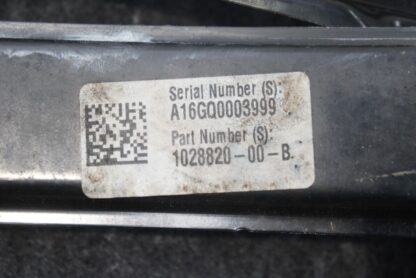 Serial Number (S):
A16GQ0003999
Part Number (S):
1028820-00-B